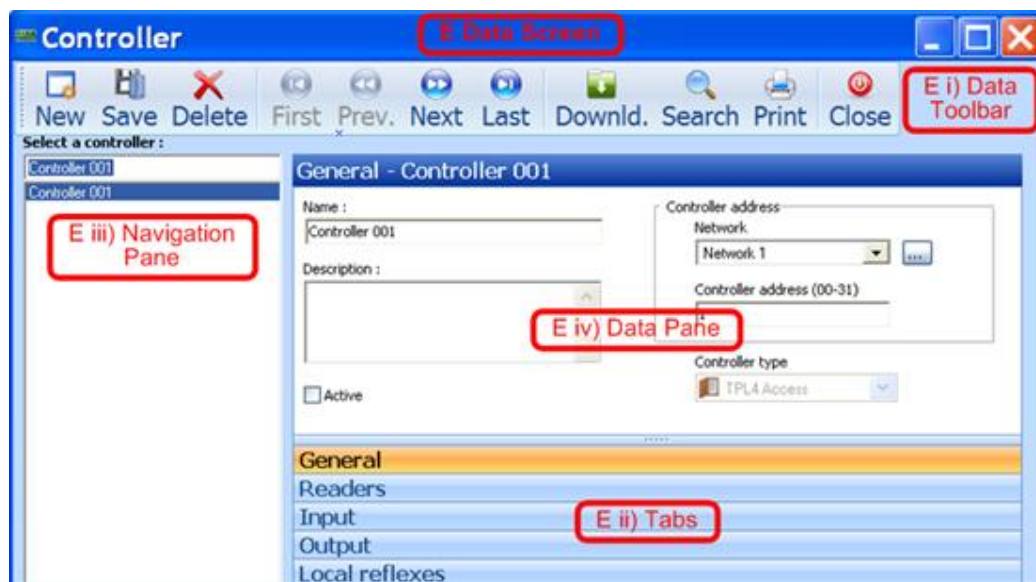 Controller
E Data Screen
New Save Delete First Prev. Next Last Downld. Search Print Close
E i) Data
Toolbar
Select a controller :
Controller 001
Controller 001
E iii) Navigation
Pane
General - Controller 001
Name :
Controller 001
Description :
Active
Controller address
Network
Network 1
...
Controller address (00-31)
E iv) Data Pane
Controller type
TPL4 Access
General
Readers
Input
E ii) Tabs
Output
Local reflexes